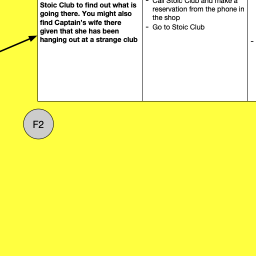 Stoic Club to find out what is
going there. You might also
find Captain's wife there
given that she has been
hanging out at a strange club
- Call Stoic Club and make a
reservation from the phone in
the shop
- Go to Stoic Club
-
F2